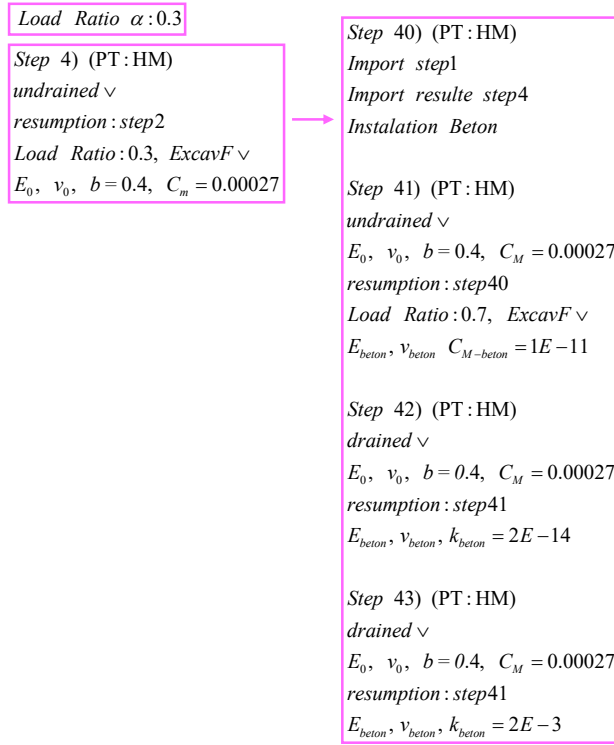 Load Ratio α:0.3
Step 4) (PT:HM)
undrained ∨
resumption:step2
Load Ratio:0.3, ExcavF ∨
E₀, ν₀, b=0.4, Cₘ = 0.00027
Step 40) (PT:HM)
Import step1
Import resulte step4
Instalation Beton
Step 41) (PT:HM)
undrained ∨
E₀, ν₀, b=0.4, C_M = 0.00027
resumption:step40
Load Ratio:0.7, ExcavF ∨
E_beton, ν_beton C_M-beton = 1E-11
Step 42) (PT:HM)
drained ∨
E₀, ν₀, b=0.4, C_M = 0.00027
resumption:step41
E_beton, ν_beton, k_beton = 2E-14
Step 43) (PT:HM)
drained ∨
E₀, ν₀, b=0.4, C_M = 0.00027
resumption:step41
E_beton, ν_beton, k_beton = 2E-3